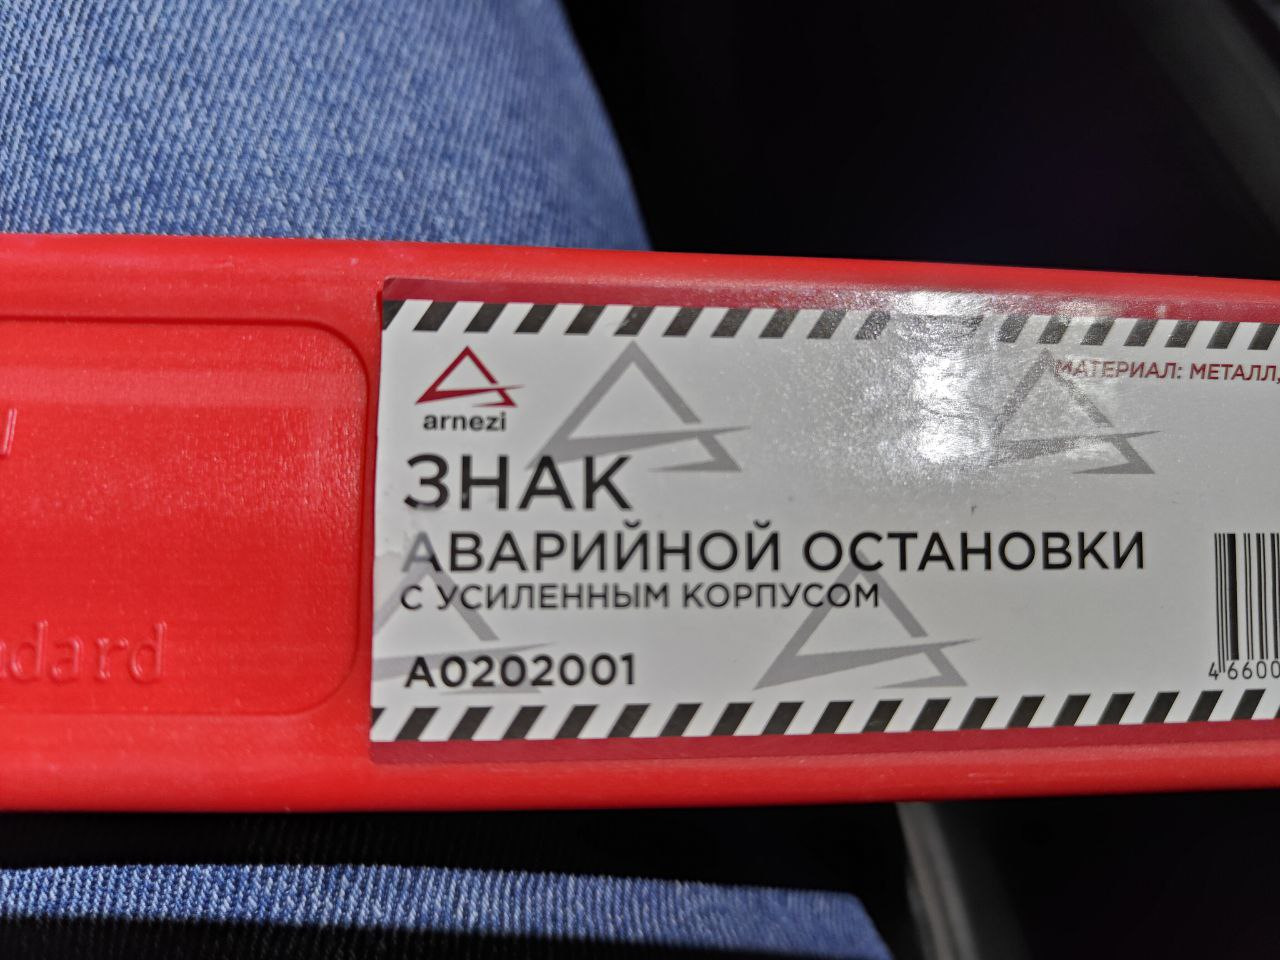 arnezi
МАТЕРИАЛ: МЕТАЛЛ,
ЗНАК
АВАРИЙНОЙ ОСТАНОВКИ
С УСИЛЕННЫМ КОРПУСОМ
A0202001